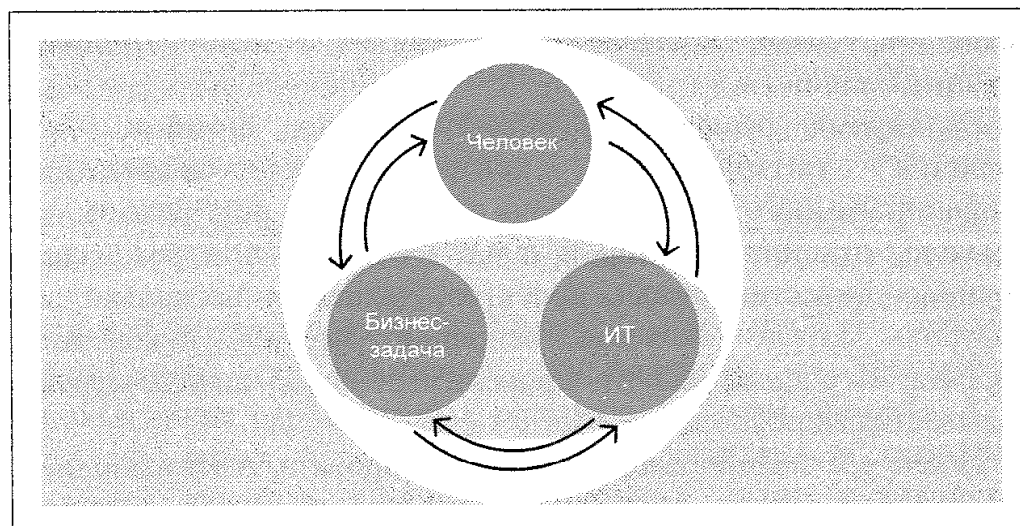 Человек
Бизнес-
задача
ИТ